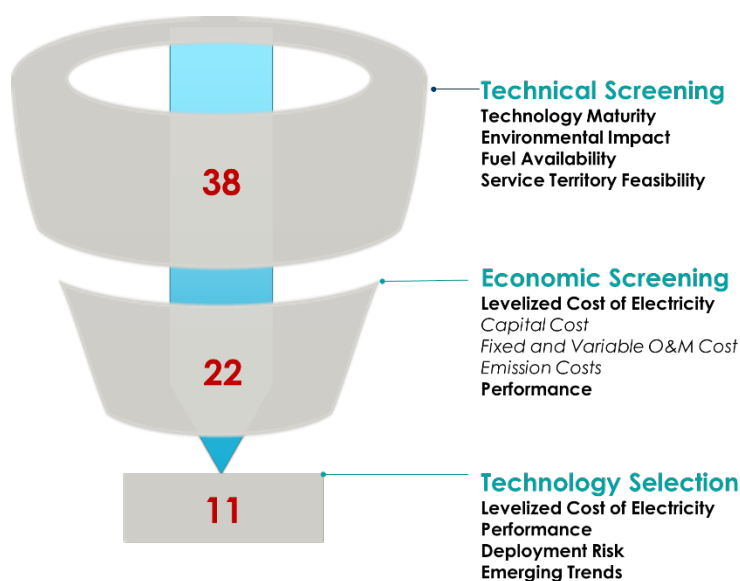 38
Technical Screening
Technology Maturity
Environmental Impact
Fuel Availability
Service Territory Feasibility
22
Economic Screening
Levelized Cost of Electricity
Capital Cost
Fixed and Variable O&M Cost
Emission Costs
Performance
11
Technology Selection
Levelized Cost of Electricity
Performance
Deployment Risk
Emerging Trends